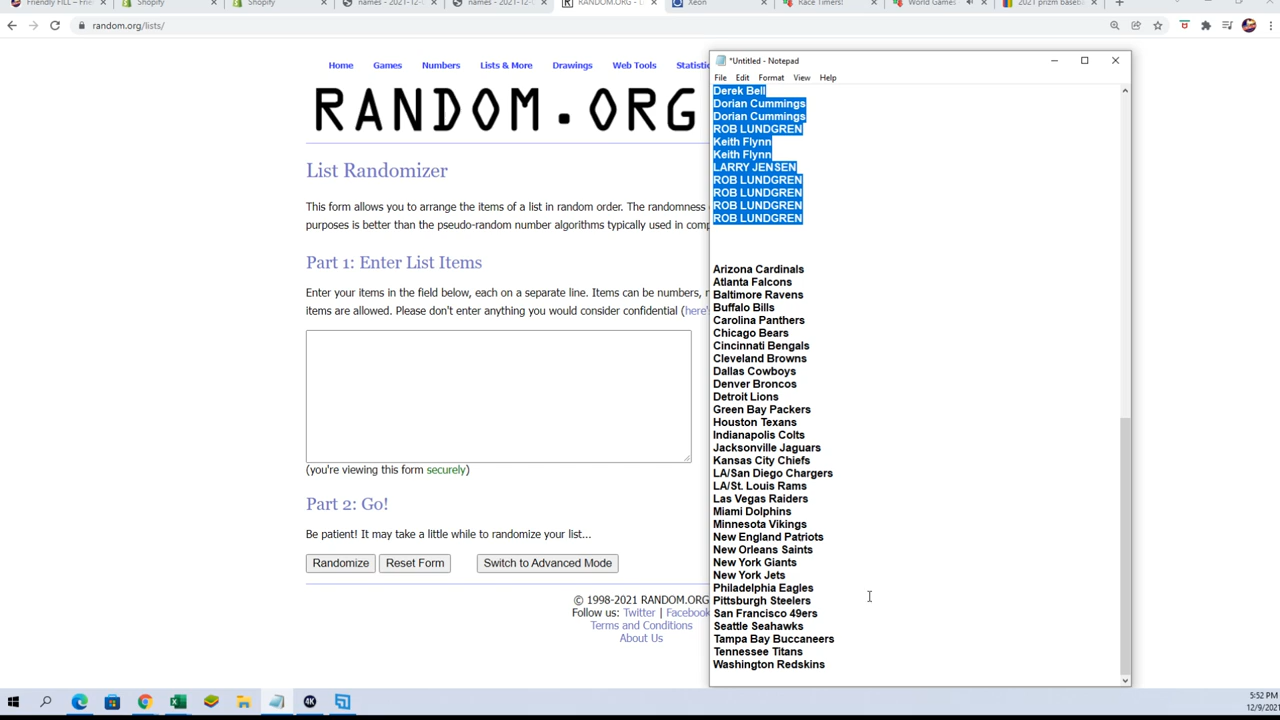 Friendly FILL – Frie
Shopify
Shopify
names - 2021-12-
names - 2021-12-
RANDOM.ORG - L
Xeon
Race Timers!
World Games
2021 prizm baseba
random.org/lists/
Home Games Numbers Lists & More Drawings Web Tools Statistic
RANDOM.ORG
List Randomizer
This form allows you to arrange the items of a list in random order. The randomness
purposes is better than the pseudo-random number algorithms typically used in comp
Part 1: Enter List Items
Enter your items in the field below, each on a separate line. Items can be numbers,
items are allowed. Please don't enter anything you would consider confidential (here'
(you're viewing this form securely)
Part 2: Go!
Be patient! It may take a little while to randomize your list...
Randomize Reset Form Switch to Advanced Mode
© 1998-2021 RANDOM.ORG
Follow us: Twitter | Facebook
Terms and Conditions
About Us
*Untitled - Notepad
File Edit Format View Help
Derek Bell
Dorian Cummings
Dorian Cummings
ROB LUNDGREN
Keith Flynn
Keith Flynn
LARRY JENSEN
ROB LUNDGREN
ROB LUNDGREN
ROB LUNDGREN
ROB LUNDGREN
Arizona Cardinals
Atlanta Falcons
Baltimore Ravens
Buffalo Bills
Carolina Panthers
Chicago Bears
Cincinnati Bengals
Cleveland Browns
Dallas Cowboys
Denver Broncos
Detroit Lions
Green Bay Packers
Houston Texans
Indianapolis Colts
Jacksonville Jaguars
Kansas City Chiefs
LA/San Diego Chargers
LA/St. Louis Rams
Las Vegas Raiders
Miami Dolphins
Minnesota Vikings
New England Patriots
New Orleans Saints
New York Giants
New York Jets
Philadelphia Eagles
Pittsburgh Steelers
San Francisco 49ers
Seattle Seahawks
Tampa Bay Buccaneers
Tennessee Titans
Washington Redskins
5:52 PM
12/9/2021